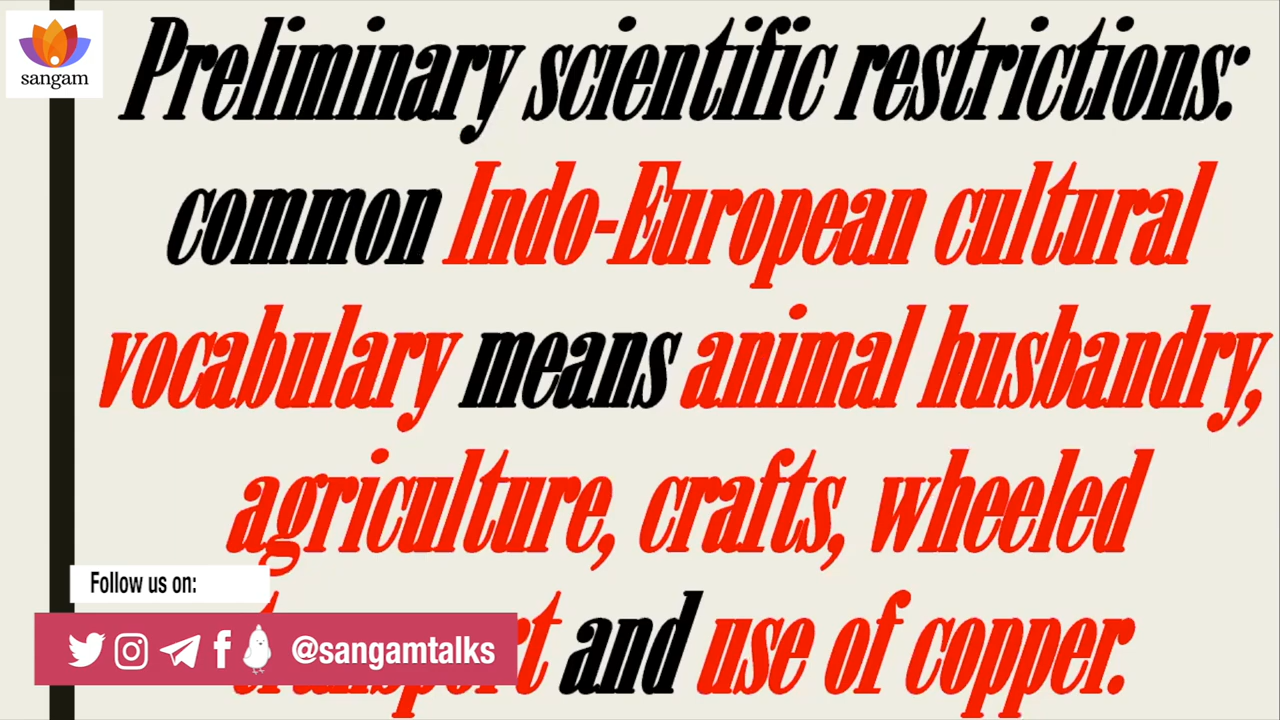 sangam
Preliminary scientific restrictions:
common Indo-European cultural
vocabulary means animal husbandry,
agriculture, crafts, wheeled
and use of copper.
Follow us on:
@sangamtalks